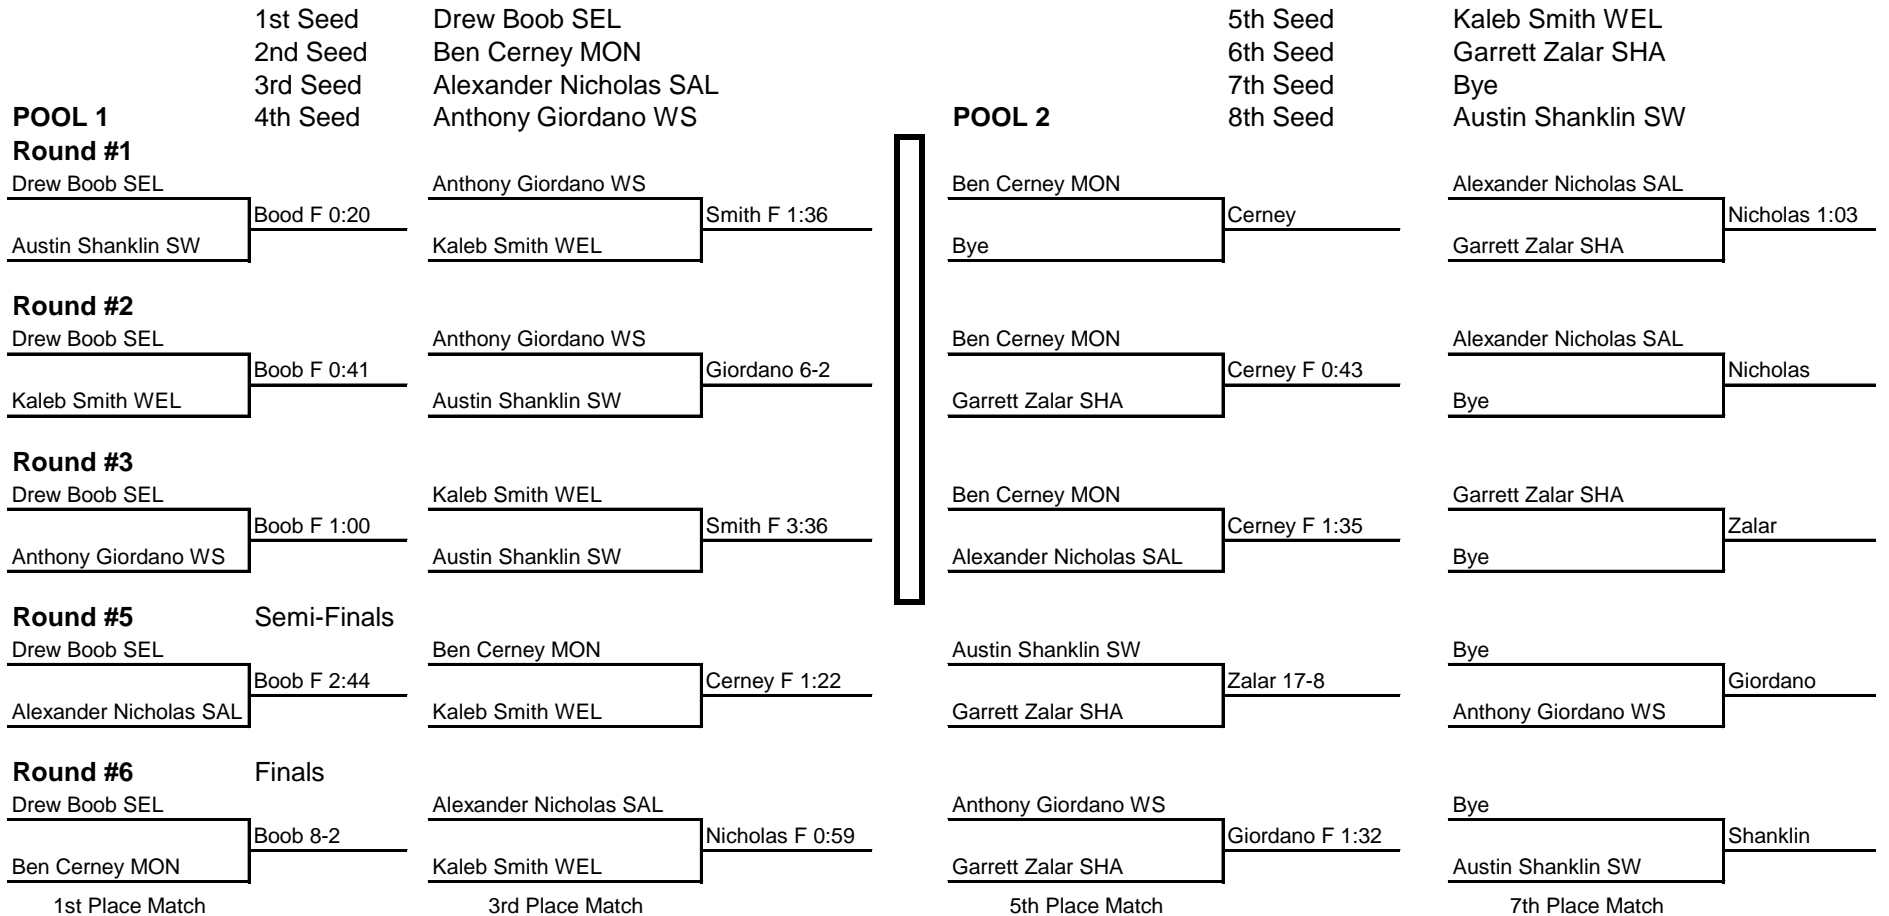 1st Seed Drew Boob SEL 5th Seed Kaleb Smith WEL
2nd Seed Ben Cerney MON 6th Seed Garrett Zalar SHA
3rd Seed Alexander Nicholas SAL 7th Seed Bye
POOL 1 4th Seed Anthony Giordano WS POOL 2 8th Seed Austin Shanklin SW
Round #1
Drew Boob SEL Anthony Giordano WS Ben Cerney MON Alexander Nicholas SAL
Bood F 0:20 Smith F 1:36 Cerney Nicholas 1:03
Austin Shanklin SW Kaleb Smith WEL Bye Garrett Zalar SHA
Round #2
Drew Boob SEL Anthony Giordano WS Ben Cerney MON Alexander Nicholas SAL
Boob F 0:41 Giordano 6-2 Cerney F 0:43 Nicholas
Kaleb Smith WEL Austin Shanklin SW Garrett Zalar SHA Bye
Round #3
Drew Boob SEL Kaleb Smith WEL Ben Cerney MON Garrett Zalar SHA
Boob F 1:00 Smith F 3:36 Cerney F 1:35 Zalar
Anthony Giordano WS Austin Shanklin SW Alexander Nicholas SAL Bye
Round #5 Semi-Finals
Drew Boob SEL Ben Cerney MON Austin Shanklin SW Bye
Boob F 2:44 Cerney F 1:22 Zalar 17-8 Giordano
Alexander Nicholas SAL Kaleb Smith WEL Garrett Zalar SHA Anthony Giordano WS
Round #6 Finals
Drew Boob SEL Alexander Nicholas SAL Anthony Giordano WS Bye
Boob 8-2 Nicholas F 0:59 Giordano F 1:32 Shanklin
Ben Cerney MON Kaleb Smith WEL Garrett Zalar SHA Austin Shanklin SW
1st Place Match 3rd Place Match 5th Place Match 7th Place Match